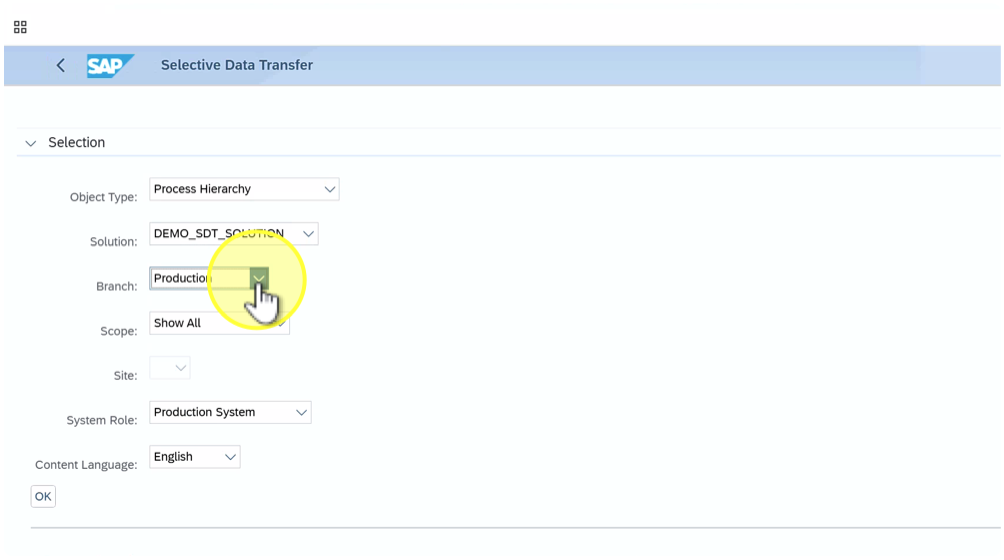 SAP Selective Data Transfer
Selection
Object Type: Process Hierarchy
Solution: DEMO_SDT_SOLUTION
Branch: Production
Scope: Show All
Site:
System Role: Production System
Content Language: English
OK